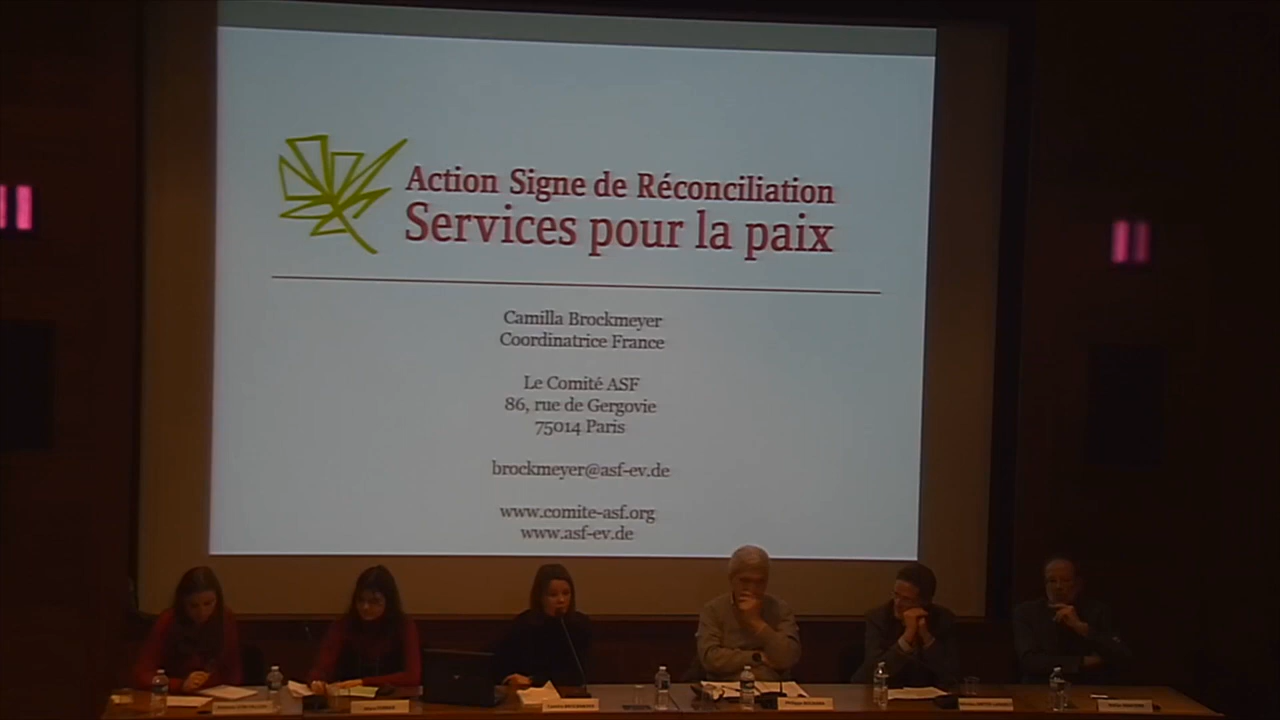 Action Signe de Réconciliation
Services pour la paix
Camilla Brockmeyer
Coordinatrice France
Le Comité ASF
86, rue de Gergovie
75014 Paris
brockmeyer@asf-ev.de
www.comite-asf.org
www.asf-ev.de